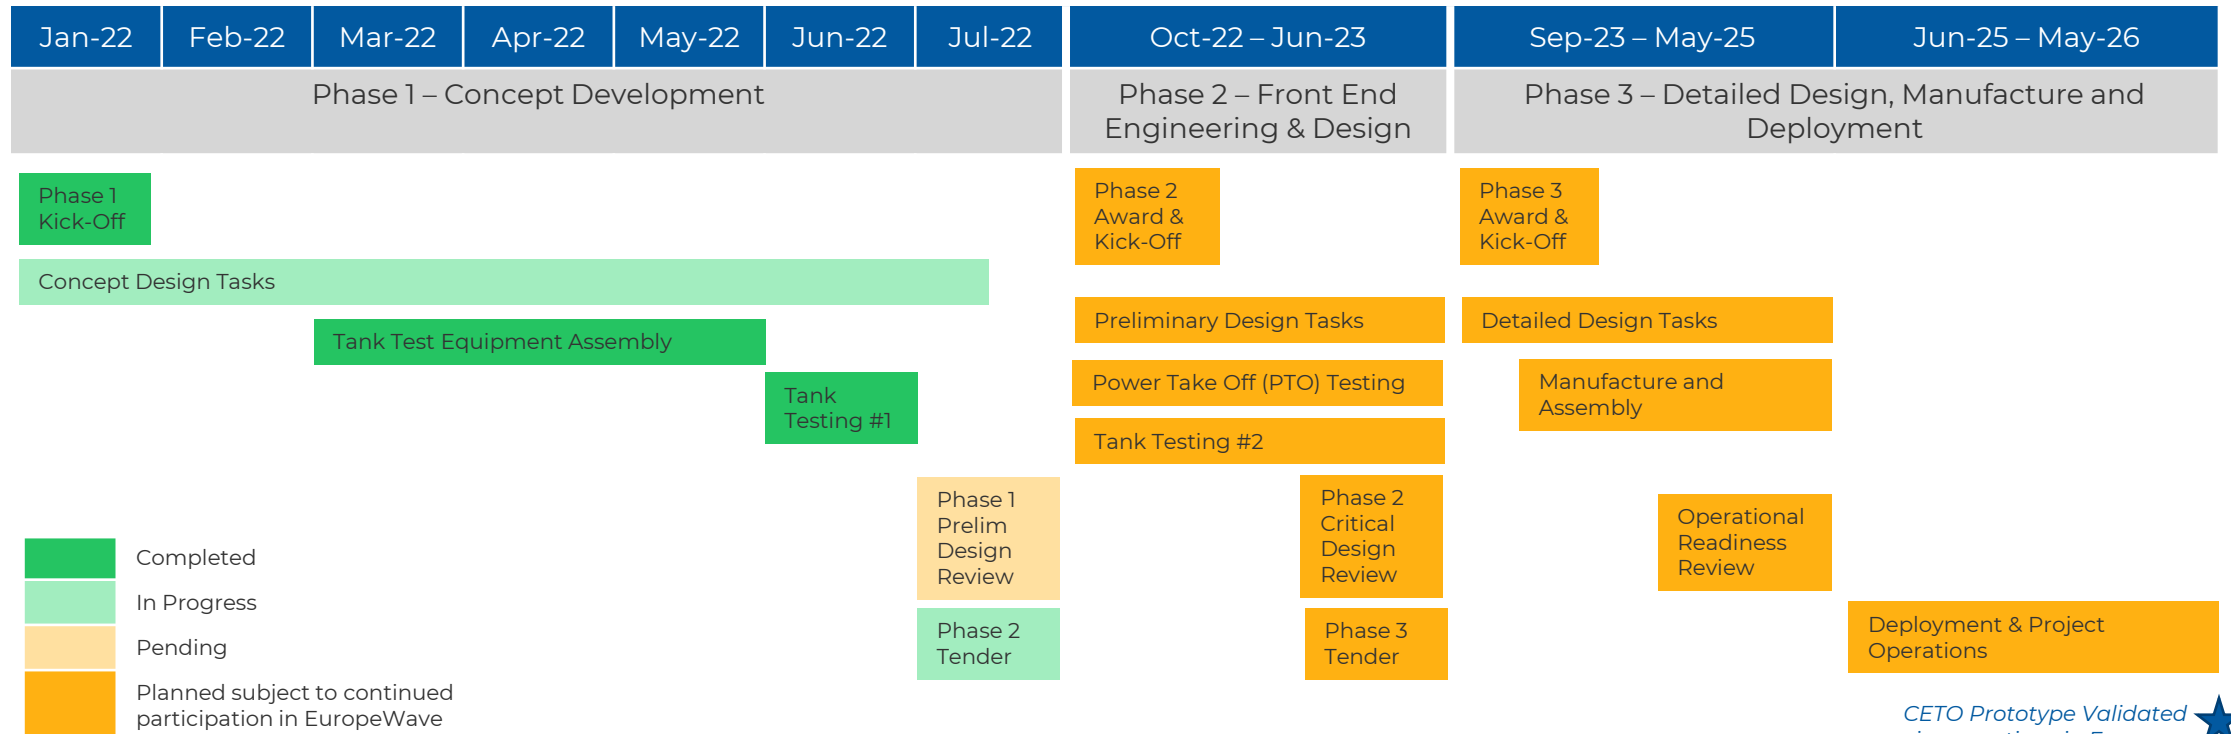 Jan-22
Feb-22
Mar-22
Apr-22
May-22
Jun-22
Jul-22
Oct-22 – Jun-23
Sep-23 – May-25
Jun-25 – May-26
Phase 1 – Concept Development
Phase 2 – Front End
Engineering & Design
Phase 3 – Detailed Design, Manufacture and
Deployment
Phase 1
Kick-Off
Phase 2
Award &
Kick-Off
Phase 3
Award &
Kick-Off
Concept Design Tasks
Preliminary Design Tasks
Detailed Design Tasks
Tank Test Equipment Assembly
Power Take Off (PTO) Testing
Manufacture and
Assembly
Tank
Testing #1
Tank Testing #2
Phase 1
Prelim
Design
Review
Phase 2
Critical
Design
Review
Operational
Readiness
Review
Phase 2
Tender
Phase 3
Tender
Deployment & Project
Operations
Completed
In Progress
Pending
Planned subject to continued
participation in EuropeWave
CETO Prototype Validated